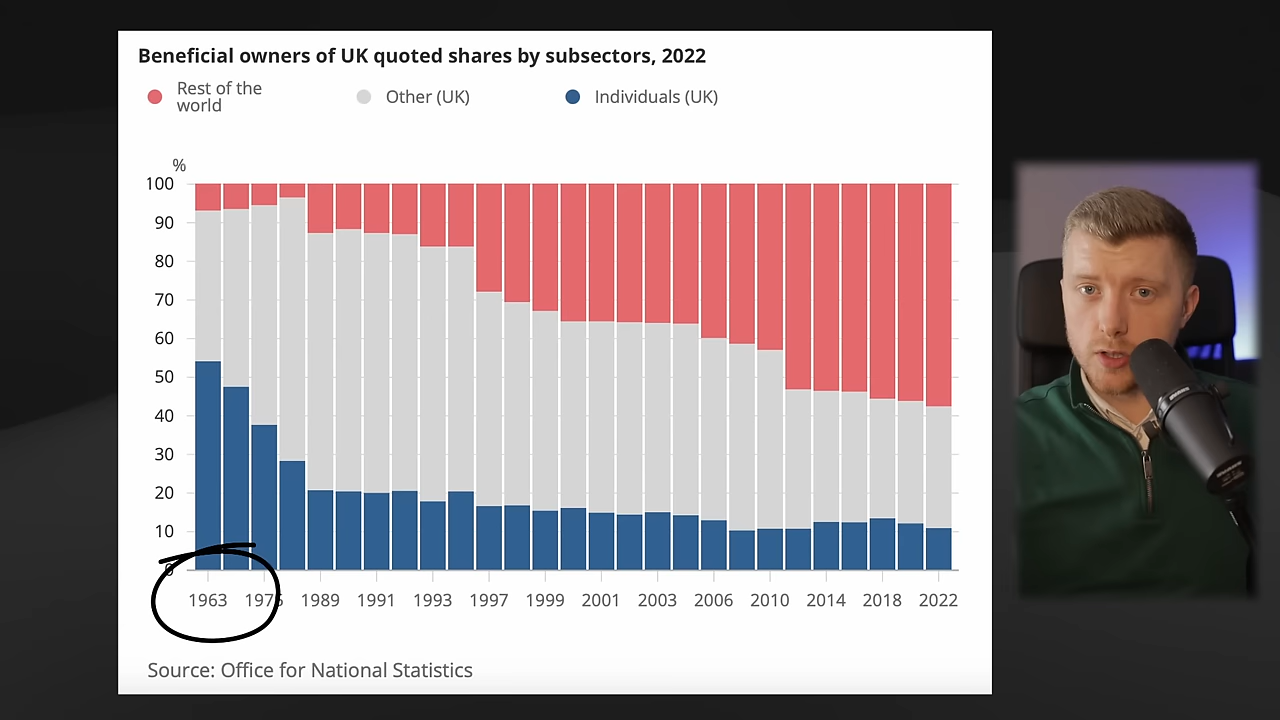 Beneficial owners of UK quoted shares by subsectors, 2022
Rest of the
world
Other (UK)
Individuals (UK)
%
100
90
80
70
60
50
40
30
20
10
0
1963 1975 1989 1991 1993 1997 1999 2001 2003 2006 2010 2014 2018 2022
Source: Office for National Statistics